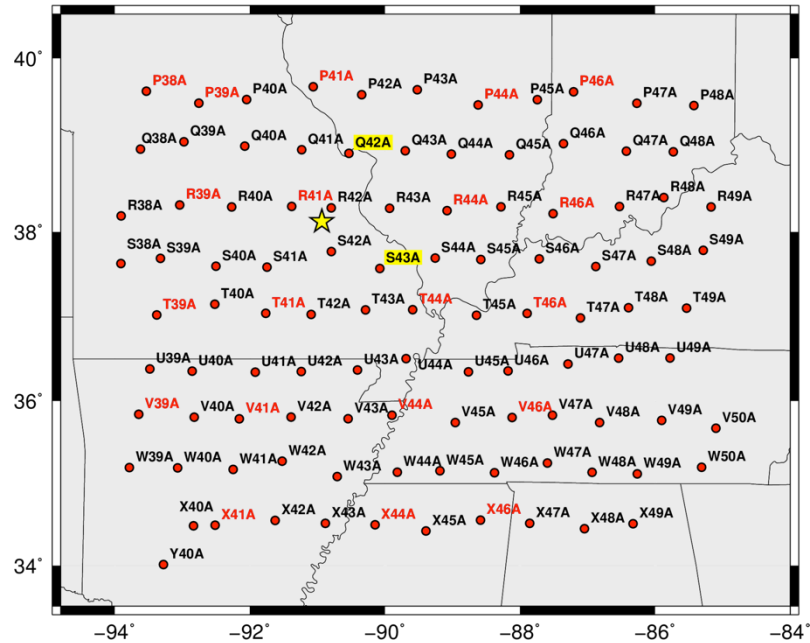 40°
P38A P39A P40A P41A P42A P43A P44A P45A P46A P47A P48A
Q38A Q39A Q40A Q41A Q42A Q43A Q44A Q45A Q46A Q47A Q48A
38°
R38A R39A R40A R41A R42A R43A R44A R45A R46A R47A R48A R49A
S38A S39A S40A S41A S42A S43A S44A S45A S46A S47A S48A S49A
T39A T40A T41A T42A T43A T44A T45A T46A T47A T48A T49A
U39A U40A U41A U42A U43A U44A U45A U46A U47A U48A U49A
36°
V39A V40A V41A V42A V43A V44A V45A V46A V47A V48A V49A V50A
W39A W40A W41A W42A W43A W44A W45A W46A W47A W48A W49A W50A
X40A X41A X42A X43A X44A X45A X46A X47A X48A X49A
34°
Y40A
−94° −92° −90° −88° −86° −84°